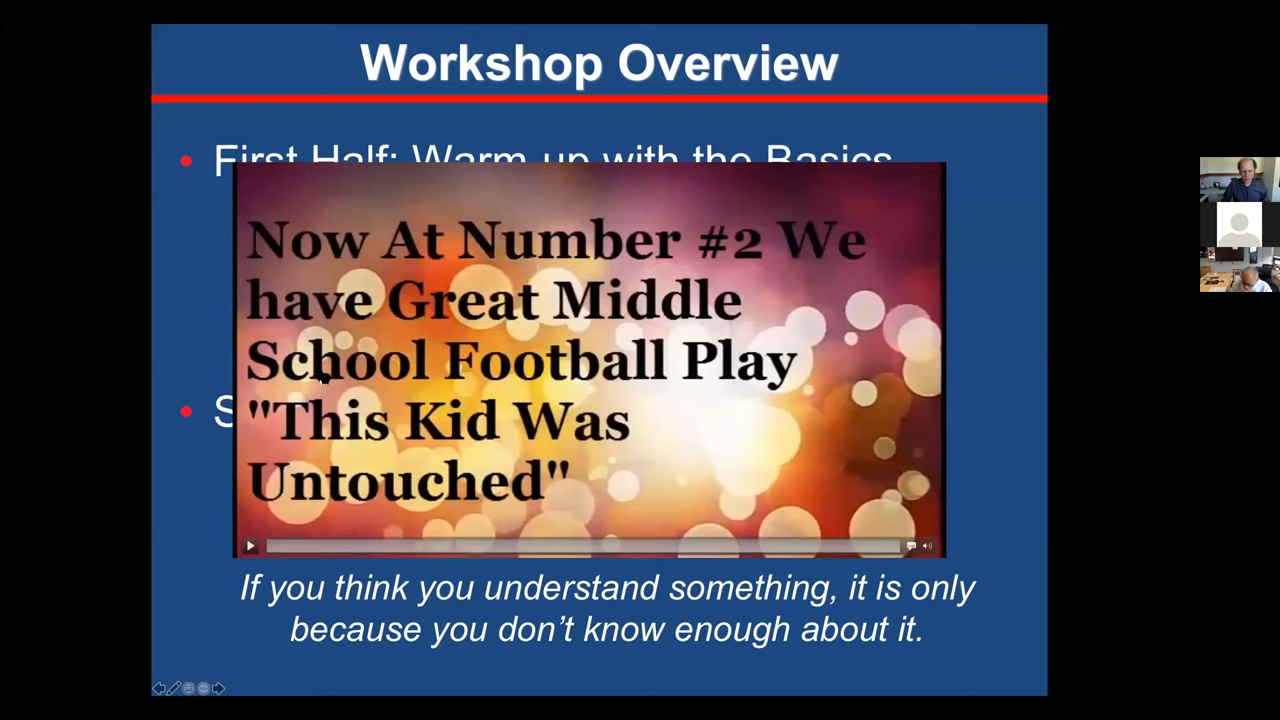 Workshop Overview
• First Half: Warm-up with the Basics
Now At Number #2 We
have Great Middle
School Football Play
"This Kid Was
Untouched"
If you think you understand something, it is only
because you don’t know enough about it.